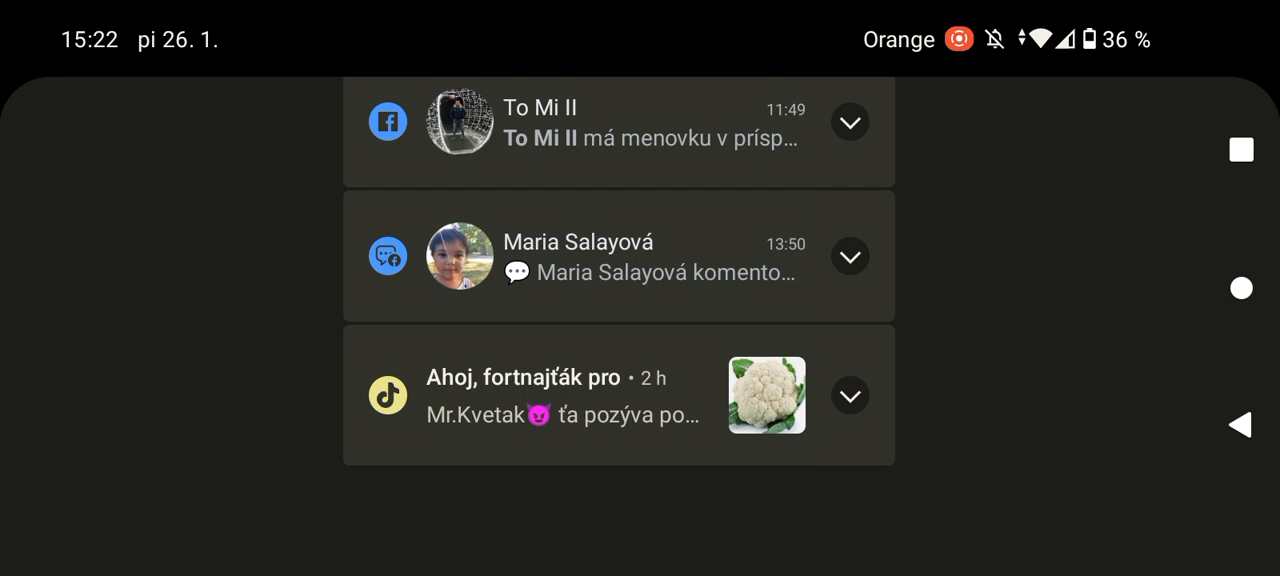 15:22 pi 26. 1.
Orange 36 %
To Mi II 11:49
To Mi II má menovku v prísp…
Maria Salayová 13:50
💬 Maria Salayová komento…
Ahoj, fortnajťák pro • 2 h
Mr.Kvetak😈 ťa pozýva po…